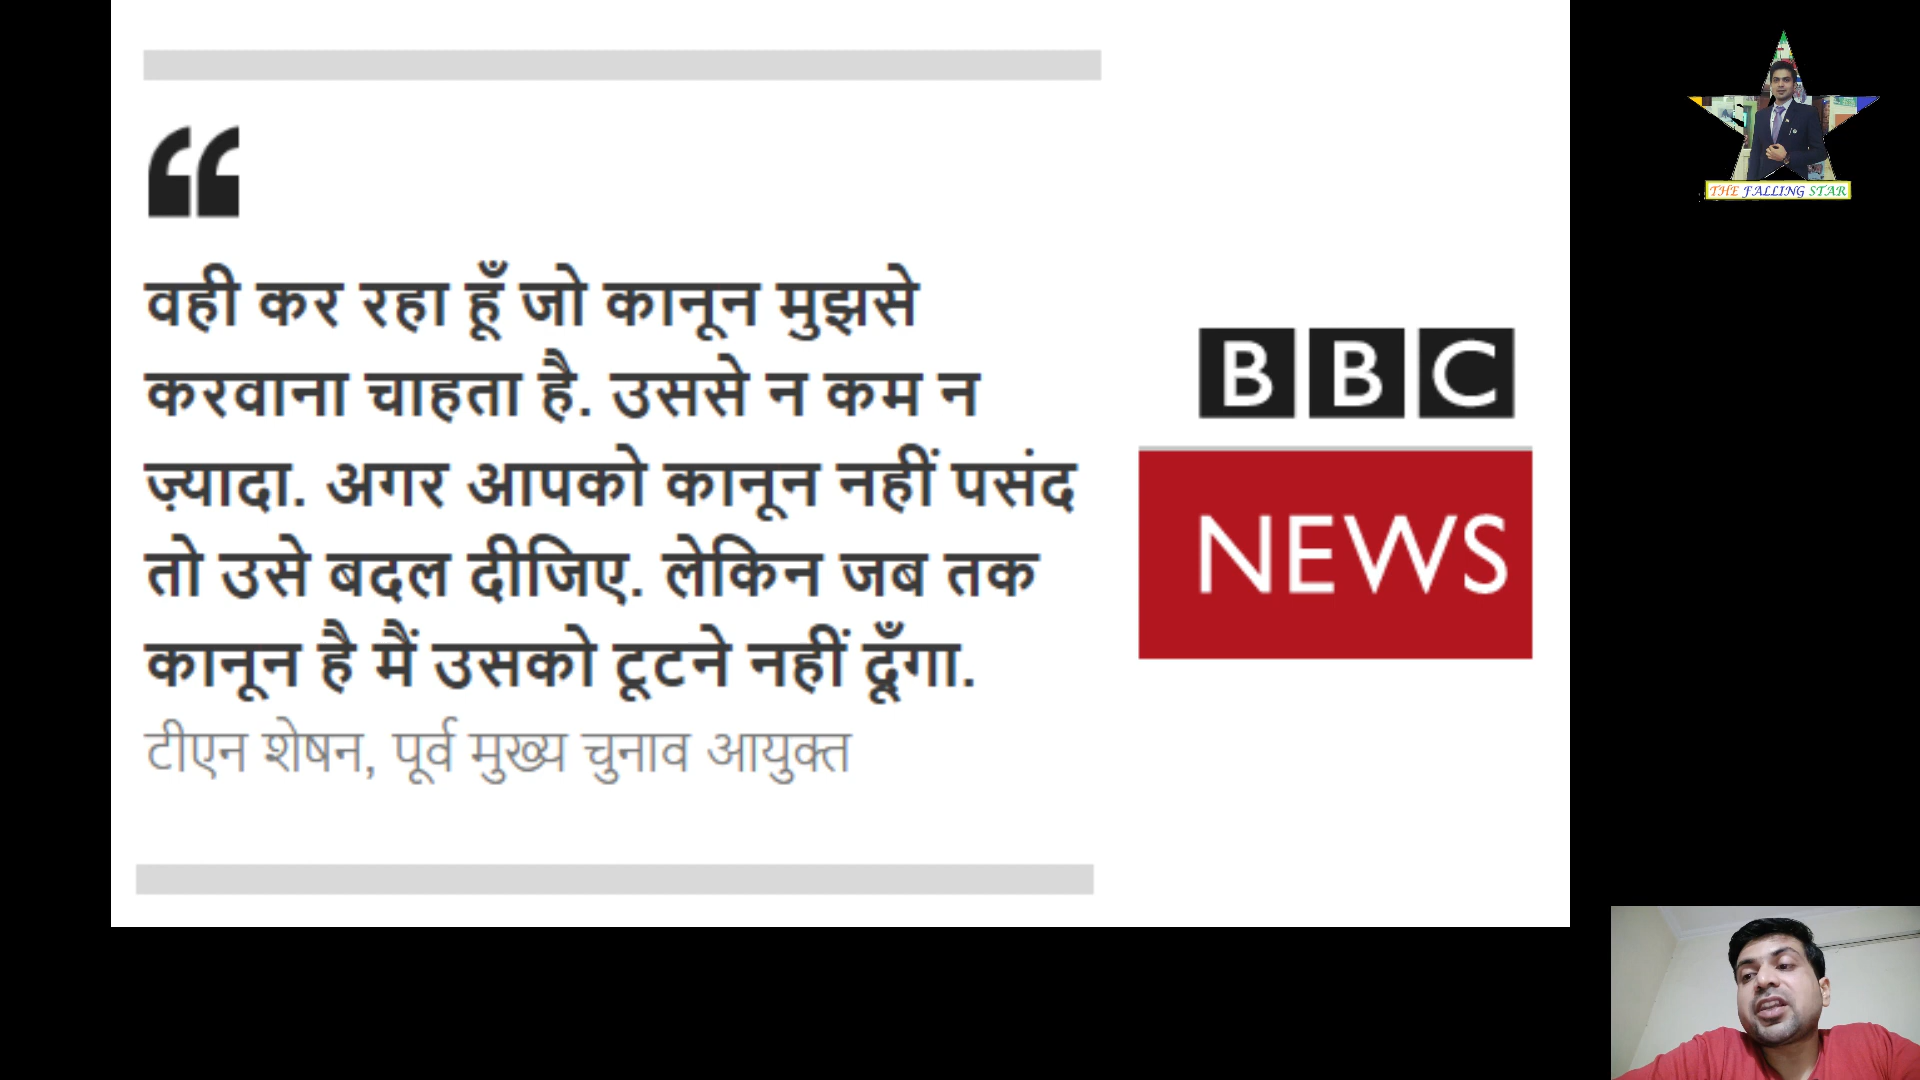 वही कर रहा हूँ जो कानून मुझसे
करवाना चाहता है. उससे न कम न
ज़्यादा. अगर आपको कानून नहीं पसंद
तो उसे बदल दीजिए. लेकिन जब तक
कानून है मैं उसको टूटने नहीं दूँगा.
टीएन शेषन, पूर्व मुख्य चुनाव आयुक्त
BBC
NEWS
THE FALLING STAR